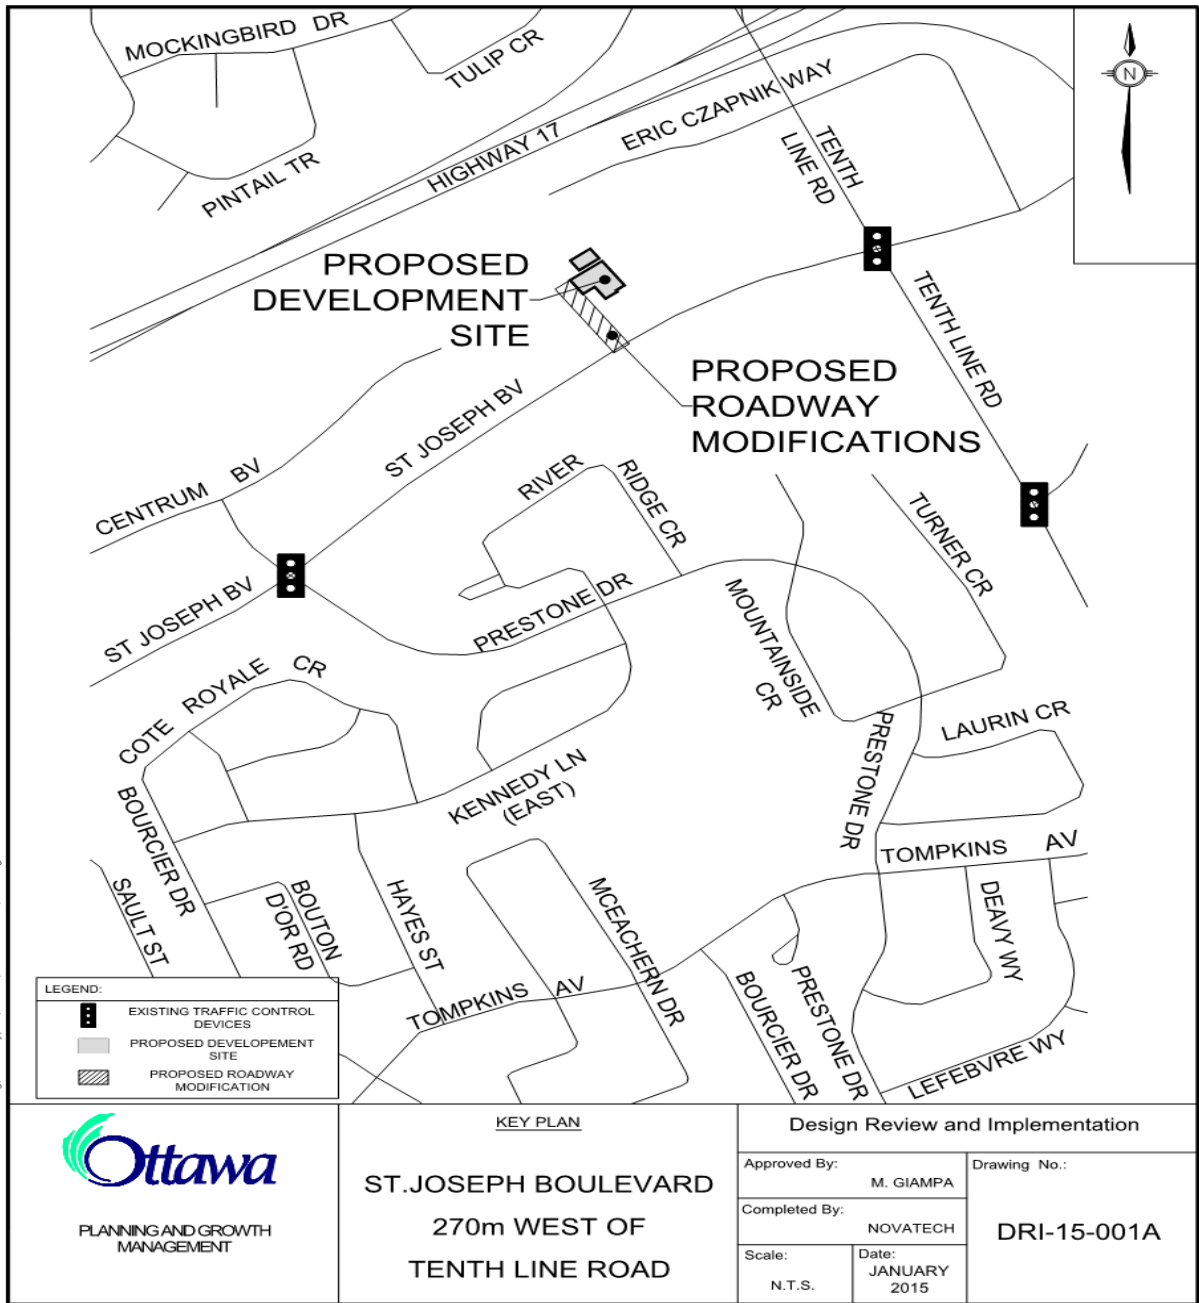 MOCKINGBIRD DR
TULIP CR
PINTAIL TR
HIGHWAY 17
ERIC CZAPNIK WAY
TENTH
LINE RD
N
PROPOSED
DEVELOPMENT
SITE
TENTH LINE RD
PROPOSED
ROADWAY
MODIFICATIONS
ST JOSEPH BV
CENTRUM BV
RIVER
RIDGE CR
TURNER CR
ST JOSEPH BV
PRESTONE DR
MOUNTAINSIDE
CR
COTE ROYALE CR
LAURIN CR
PRESTONE DR
KENNEDY LN
(EAST)
BOURCIER DR
TOMPKINS AV
SAULT ST
BOUTON
D'OR RD
HAYES ST
MCEACHERN DR
DEAVY WY
TOMPKINS AV
BOURCIER DR
PRESTONE DR
LEFEBVRE WY
LEGEND:
EXISTING TRAFFIC CONTROL
DEVICES
PROPOSED DEVELOPEMENT
SITE
PROPOSED ROADWAY
MODIFICATION
Ottawa
PLANNING AND GROWTH
MANAGEMENT
KEY PLAN
ST.JOSEPH BOULEVARD
270m WEST OF
TENTH LINE ROAD
Design Review and Implementation
Approved By:
M. GIAMPA
Completed By:
NOVATECH
Scale:
N.T.S.
Date:
JANUARY
2015
Drawing No.:
DRI-15-001A